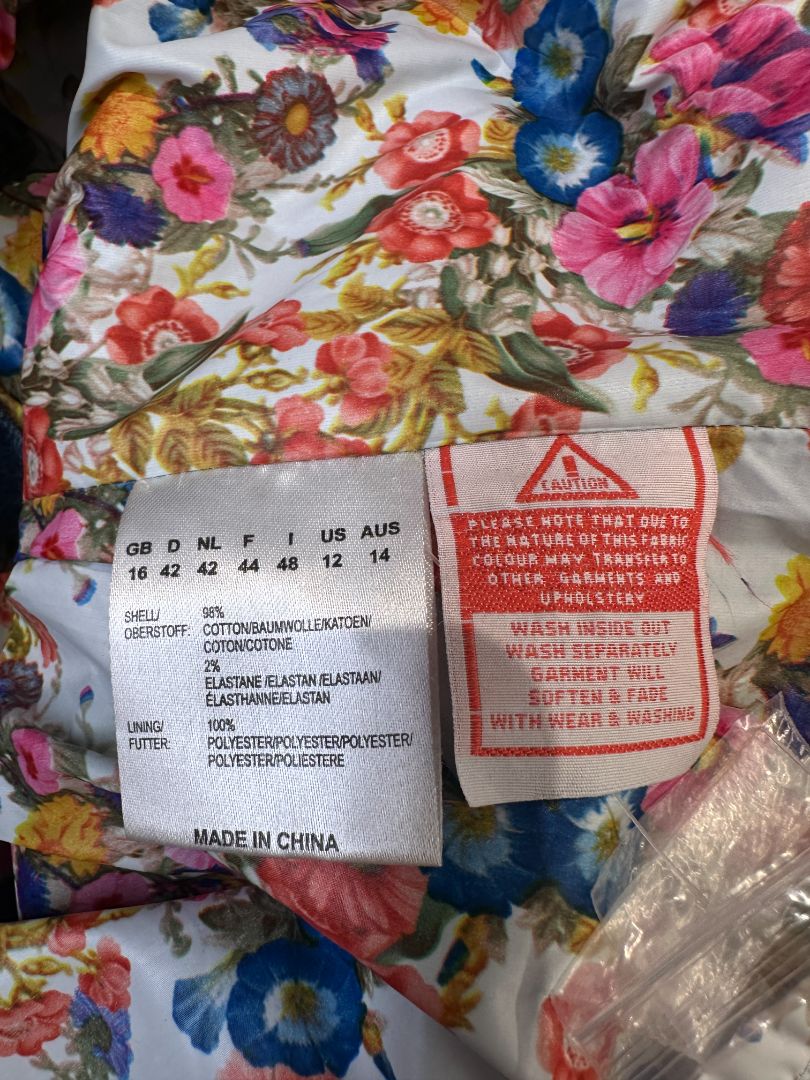 GB D NL F I US AUS
16 42 42 44 48 12 14
SHELL/ 98%
OBERSTOFF: COTTON/BAUMWOLLE/KATOEN/
COTON/COTONE
2%
ELASTANE /ELASTAN /ELASTAAN/
ÉLASTHANNE/ELASTAN
LINING/ 100%
FUTTER: POLYESTER/POLYESTER/POLYESTER/
POLYESTER/POLIESTERE
MADE IN CHINA
!
CAUTION
PLEASE NOTE THAT DUE TO
THE NATURE OF THIS FABRIC
COLOUR MAY TRANSFER TO
OTHER GARMENTS AND
UPHOLSTERY
WASH INSIDE OUT
WASH SEPARATELY
GARMENT WILL
SOFTEN & FADE
WITH WEAR & WASHING